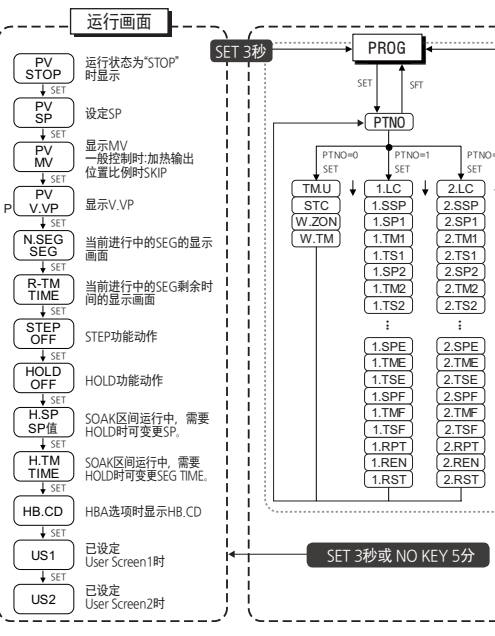 运行画面
PV
STOP
运行状态为“STOP”
时显示
SET
PV
SP
设定SP
SET
PV
MV
显示MV
一般控制时:加热输出
位置比例时SKIP
SET
P
PV
V.VP
显示V.VP
SET
N.SEG
SEG
当前进行中的SEG的显示
画面
SET
R-TM
TIME
当前进行中的SEG剩余时
间的显示画面
SET
STEP
OFF
STEP功能动作
SET
HOLD
OFF
HOLD功能动作
SET
H.SP
SP值
SOAK区间运行中，需要
HOLD时可变更SP。
SET
H.TM
TIME
SOAK区间运行中，需要
HOLD时可变更SEG TIME。
SET
HB.CD
HBA选项时显示HB.CD
SET
US1
已设定
User Screen1时
SET
US2
已设定
User Screen2时
SET 3秒
PROG
SET
SFT
PTNO
PTNO=0
SET
TM.U
STC
W.ZON
W.TM
PTNO=1
SET
1.LC
1.SSP
1.SP1
1.TM1
1.TS1
1.SP2
1.TM2
1.TS2
⋮
1.SPE
1.TME
1.TSE
1.SPF
1.TMF
1.TSF
1.RPT
1.REN
1.RST
PTNO=
SET
2.LC
2.SSP
2.SP1
2.TM1
2.TS1
2.SP2
2.TM2
2.TS2
⋮
2.SPE
2.TME
2.TSE
2.SPF
2.TMF
2.TSF
2.RPT
2.REN
2.RST
SET 3秒或 NO KEY 5分